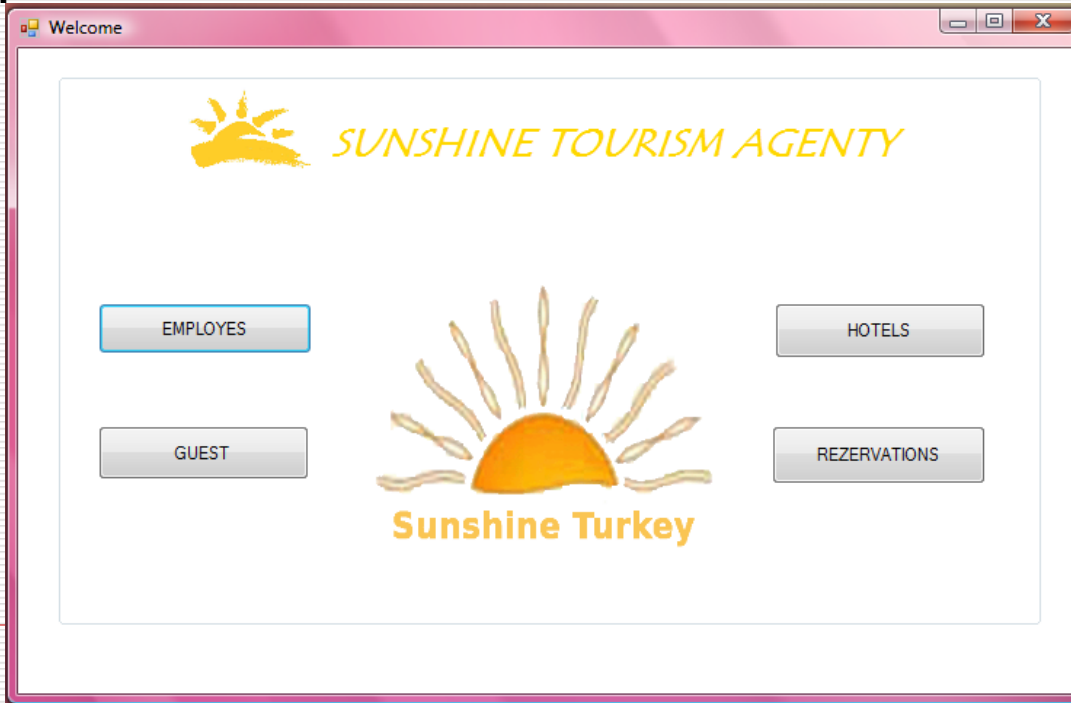 Welcome
SUNSHINE TOURISM AGENTY
EMPLOYES
HOTELS
GUEST
REZERVATIONS
Sunshine Turkey